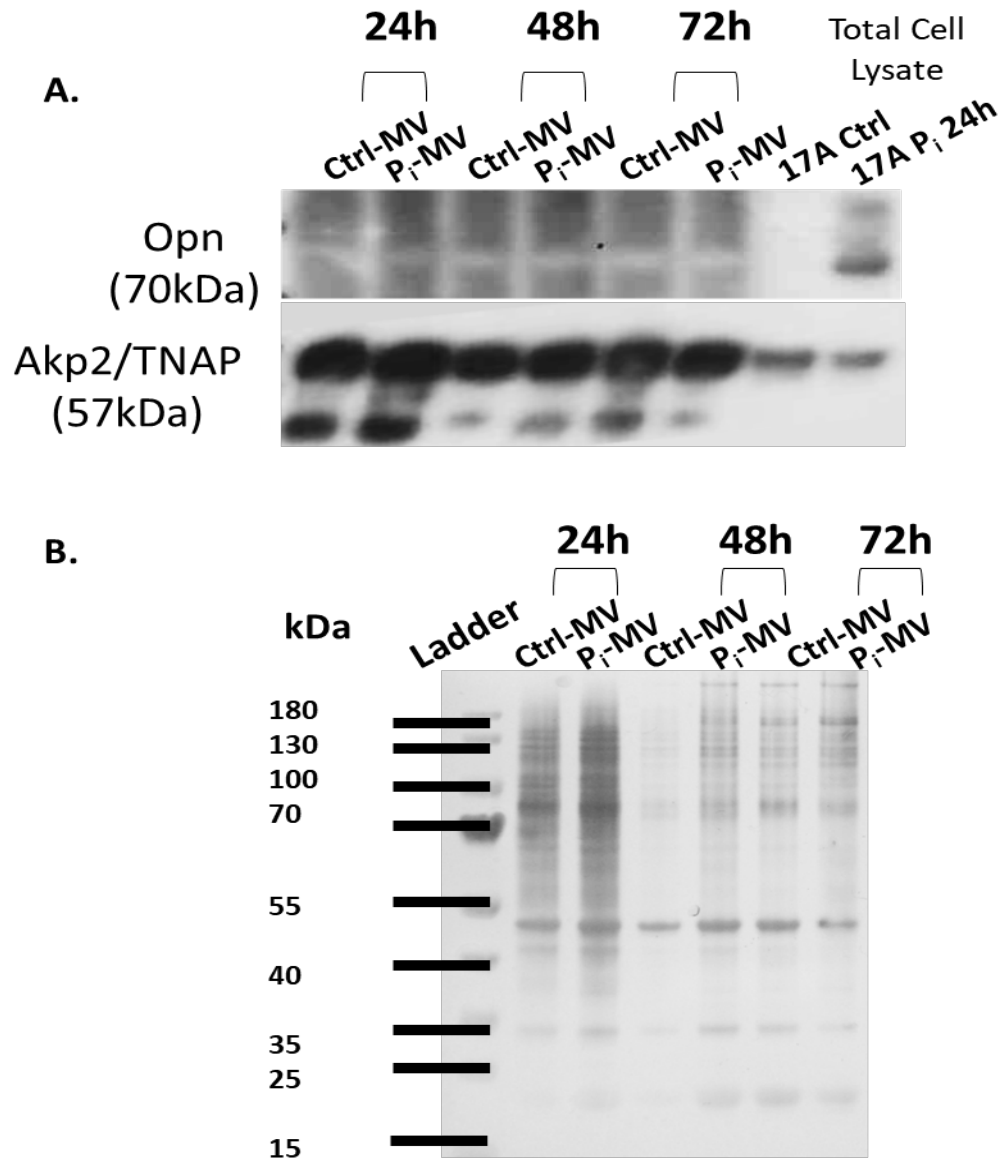 24h 48h 72h Total Cell
Lysate
A.
Ctrl-MV Pi-MV Ctrl-MV Pi-MV Ctrl-MV Pi-MV 17A Ctrl 17A Pi 24h
Opn
(70kDa)
Akp2/TNAP
(57kDa)
B.
24h 48h 72h
kDa
Ladder Ctrl-MV Pi-MV Ctrl-MV Pi-MV Ctrl-MV Pi-MV
180
130
100
70
55
40
35
25
15